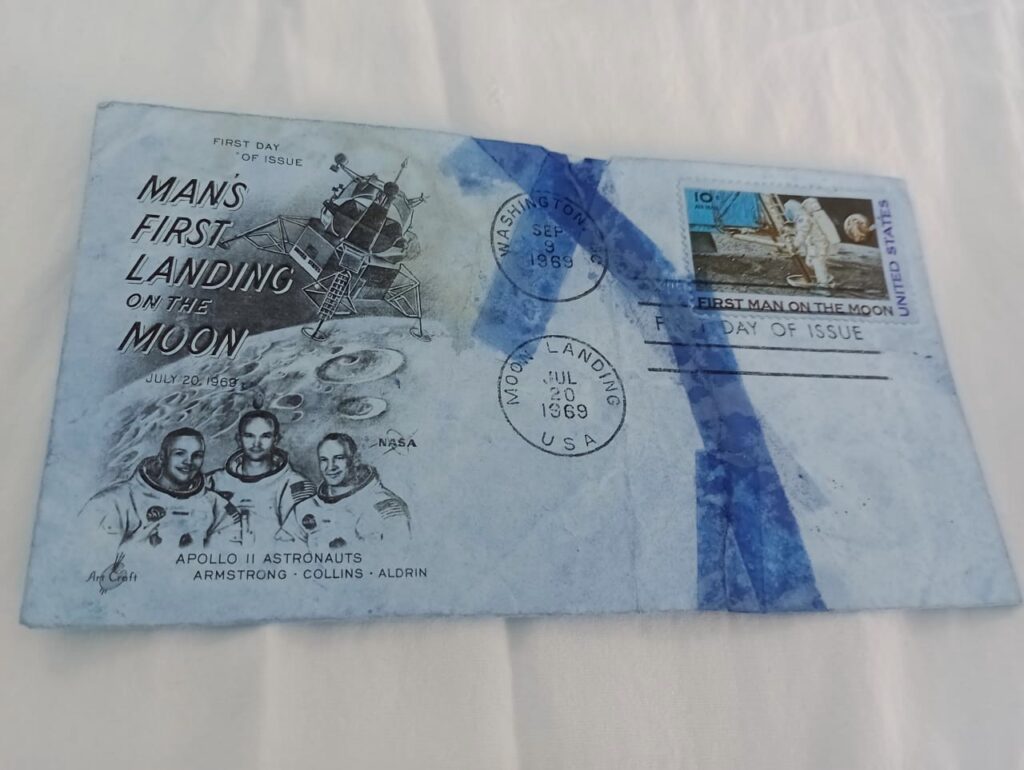 FIRST DAY
OF ISSUE
MAN'S
FIRST
LANDING
ON THE
MOON
JULY 20, 1969
NASA
APOLLO 11 ASTRONAUTS
ARMSTRONG · COLLINS · ALDRIN
Art Craft
WASHINGTON,
SEP
9
1969
MOON LANDING
JUL
20
1969
USA
10¢
UNITED STATES
FIRST MAN ON THE MOON
DAY OF ISSUE